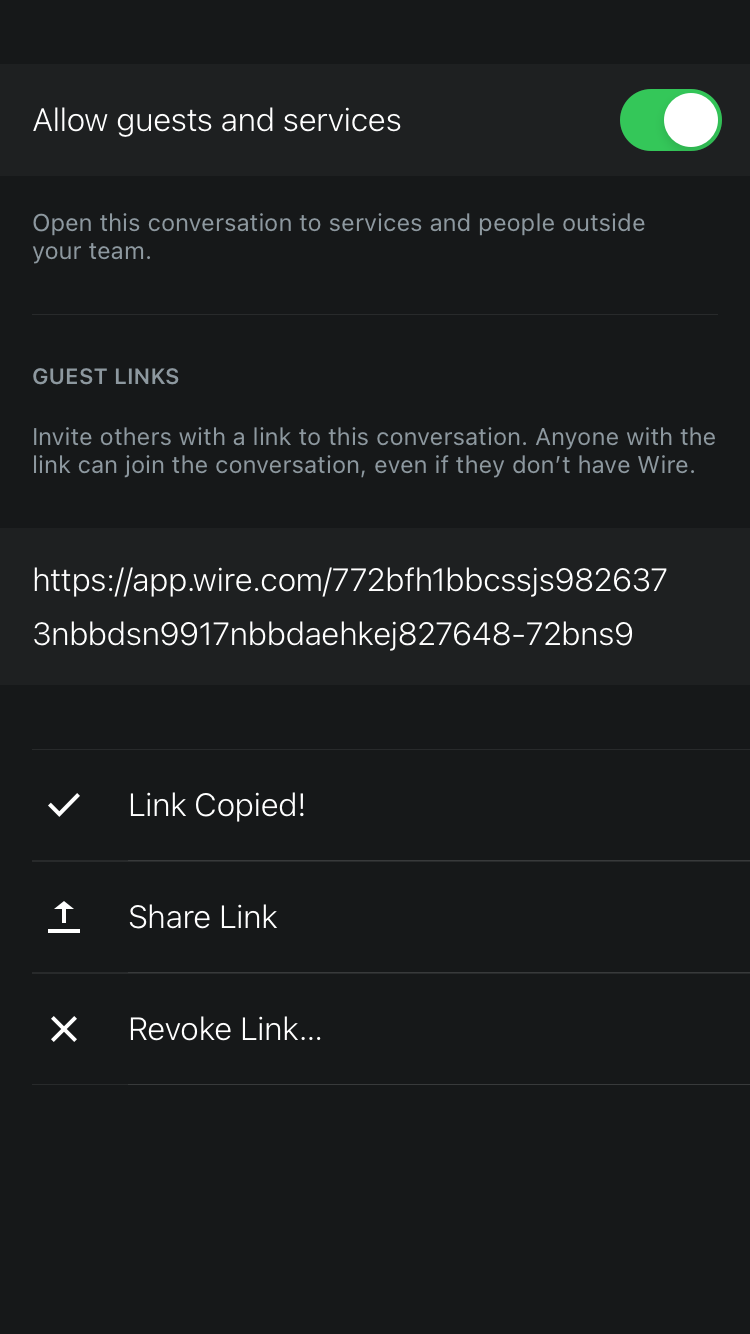 Allow guests and services
Open this conversation to services and people outside
your team.
GUEST LINKS
Invite others with a link to this conversation. Anyone with the
link can join the conversation, even if they don’t have Wire.
https://app.wire.com/772bfh1bbcssjs982637
3nbbdsn9917nbbdaehkej827648-72bns9
Link Copied!
Share Link
Revoke Link...